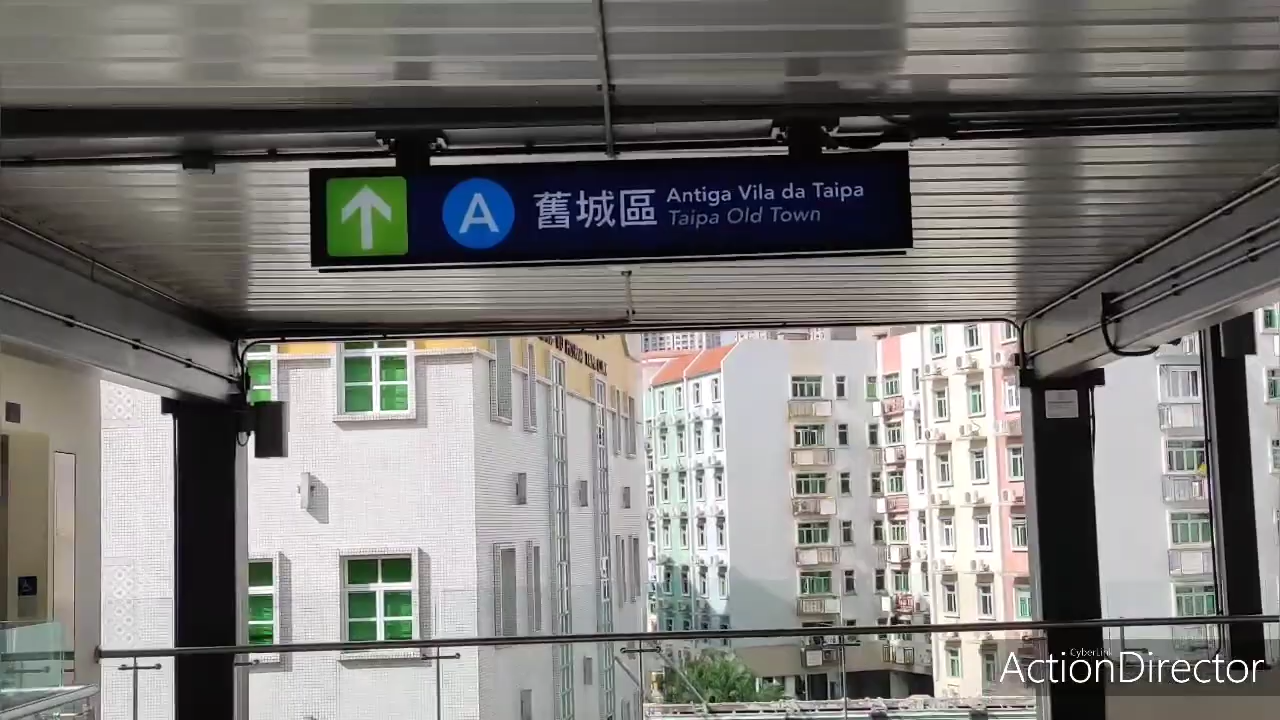 A
舊城區
Antiga Vila da Taipa
Taipa Old Town
CyberLink
ActionDirector